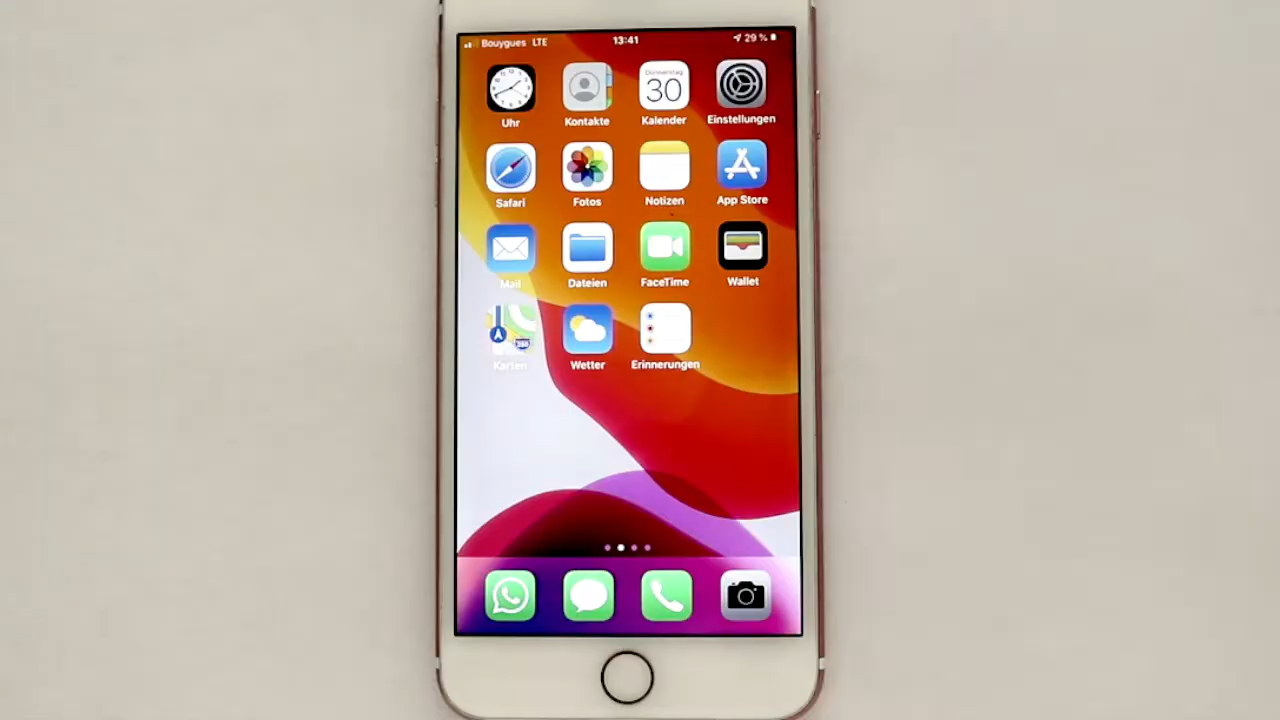 Bouygues LTE 13:41 29 %
Donnerstag
30
Uhr Kontakte Kalender Einstellungen
Safari Fotos Notizen App Store
Mail Dateien FaceTime Wallet
Karten Wetter Erinnerungen